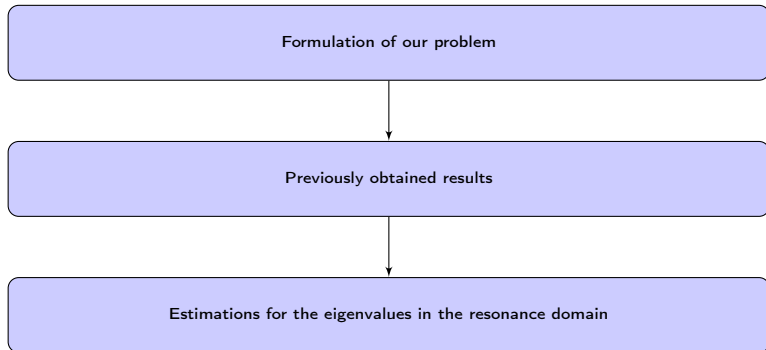 Formulation of our problem
Previously obtained results
Estimations for the eigenvalues in the resonance domain